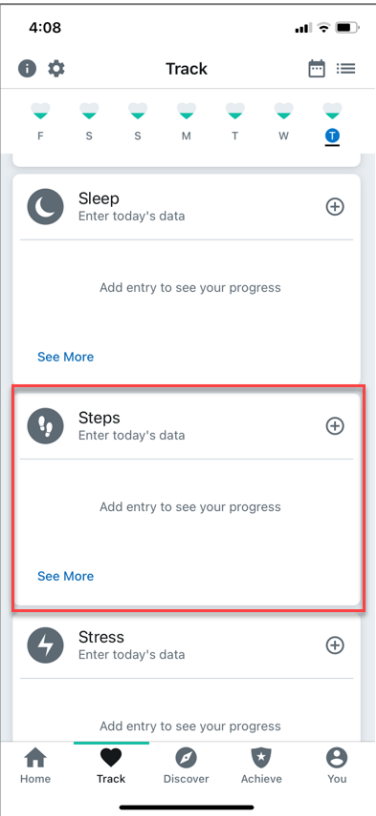 4:08
Track
F S S M T W T
Sleep
Enter today's data
Add entry to see your progress
See More
Steps
Enter today's data
Add entry to see your progress
See More
Stress
Enter today's data
Add entry to see your progress
Home Track Discover Achieve You